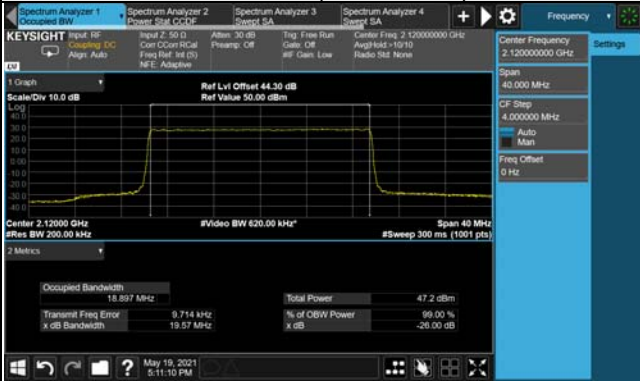 Spectrum Analyzer 1
Occupied BW
Spectrum Analyzer 2
Power Stat CCDF
Spectrum Analyzer 3
Swept SA
Spectrum Analyzer 4
Swept SA
Frequency
KEYSIGHT
Input: RF
Coupling: DC
Align: Auto
Input Z: 50 Ω
Corr CCorr RCal
Freq Ref: Int (S)
NFE: Adaptive
Atten: 30 dB
Preamp: Off
Trig: Free Run
Gate: Off
#IF Gain: Low
Center Freq: 2.120000000 GHz
Avg|Hold:>10/10
Radio Std: None
Center Frequency
2.120000000 GHz
Settings
Span
40.000 MHz
CF Step
4.000000 MHz
Auto
Man
Freq Offset
0 Hz
1 Graph
Scale/Div 10.0 dB
Ref Lvl Offset 44.30 dB
Ref Value 50.00 dBm
Log
40.0
30.0
20.0
10.0
0.00
-10.0
-20.0
-30.0
-40.0
Center 2.12000 GHz
#Res BW 200.00 kHz
#Video BW 620.00 kHz*
Span 40 MHz
#Sweep 300 ms (1001 pts)
2 Metrics
Occupied Bandwidth
18.897 MHz
Total Power 47.2 dBm
Transmit Freq Error 9.714 kHz
% of OBW Power 99.00 %
x dB Bandwidth 19.57 MHz
x dB -26.00 dB
May 19, 2021
5:11:10 PM